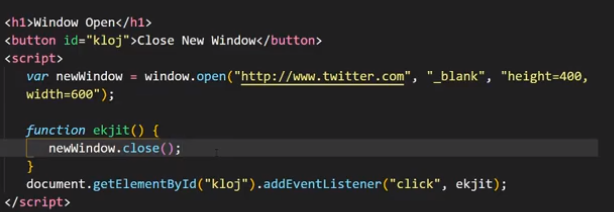 <h1>Window Open</h1>
<button id="kloj">Close New Window</button>
<script>
var newWindow = window.open("http://www.twitter.com", "_blank", "height=400,
width=600");
function ekjit() {
newWindow.close();
}
document.getElementById("kloj").addEventListener("click", ekjit);
</script>